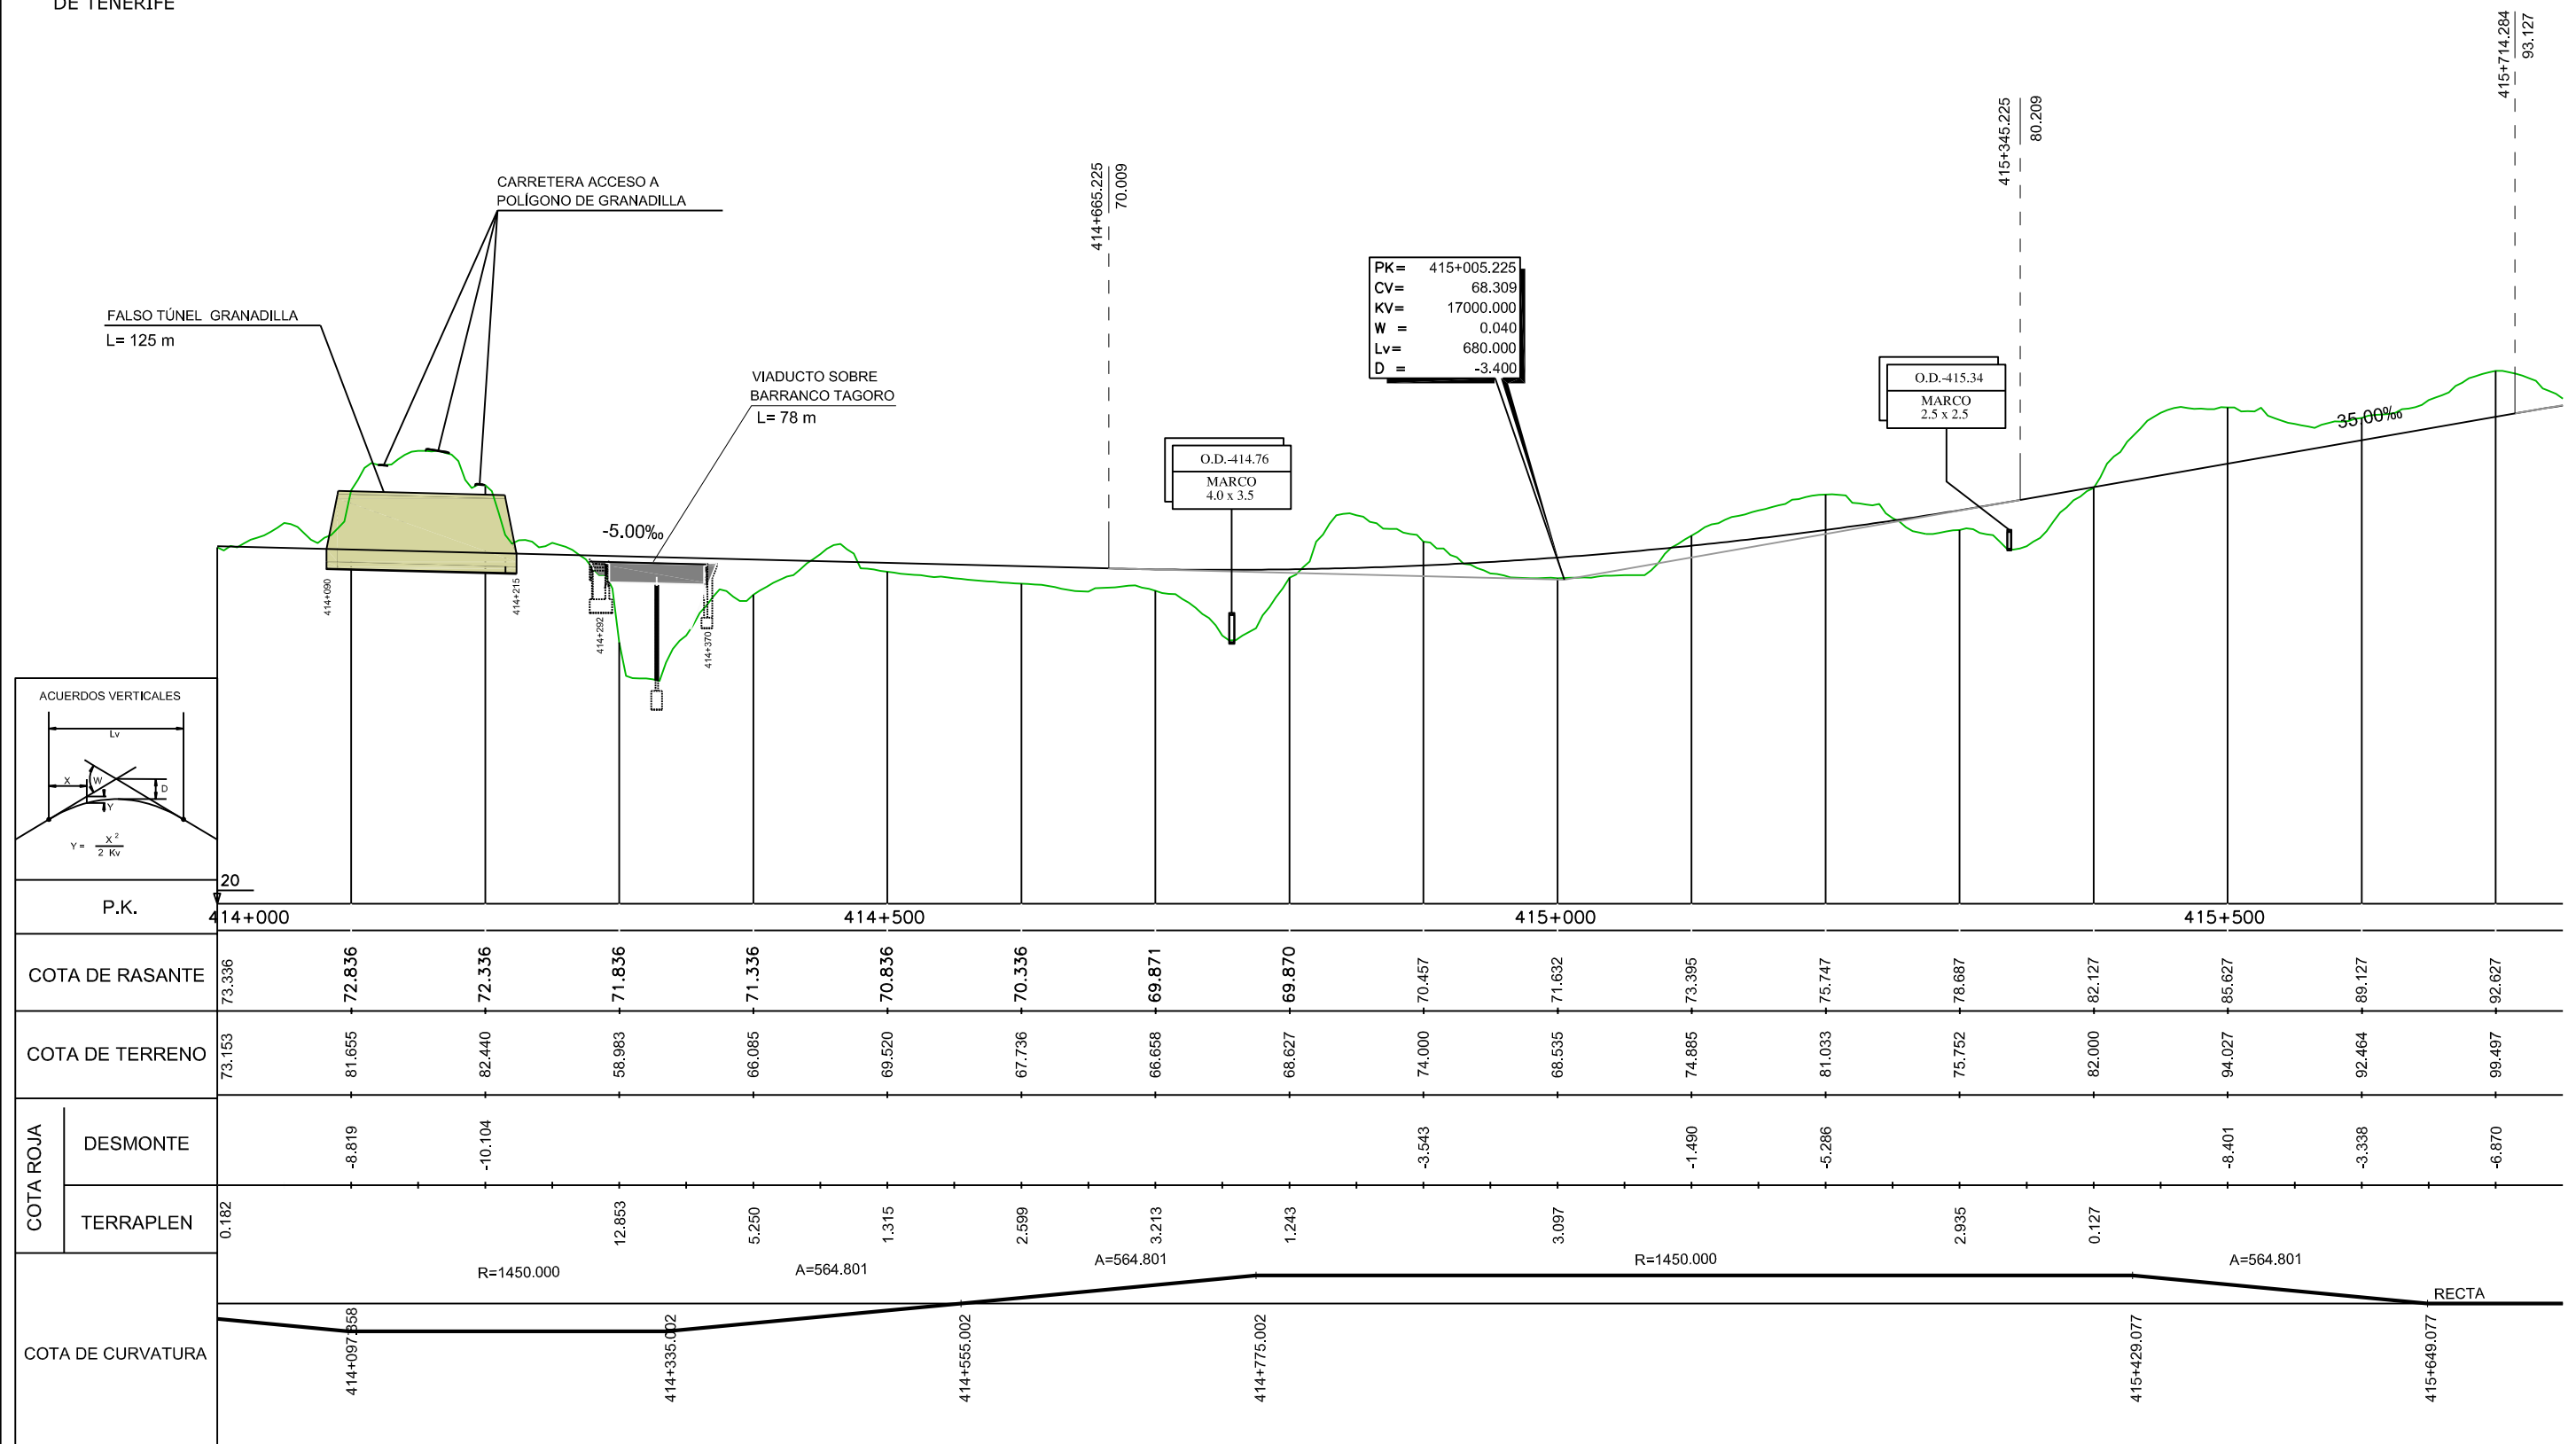 DE TENERIFE
415+714.284
93.127
415+345.225
80.209
414+665.225
70.009
CARRETERA ACCESO A
POLÍGONO DE GRANADILLA
FALSO TÚNEL GRANADILLA
L= 125 m
VIADUCTO SOBRE
BARRANCO TAGORO
L= 78 m
PK= 415+005.225
CV= 68.309
KV= 17000.000
W = 0.040
Lv= 680.000
D = -3.400
O.D.-415.34
MARCO
2.5 x 2.5
35.00‰
O.D.-414.76
MARCO
4.0 x 3.5
-5.00‰
414+090
414+215
414+292
414+370
ACUERDOS VERTICALES
Lv
X
W
D
Y
Y = X 2
2 Kv
20
P.K.
414+000 414+500 415+000 415+500
COTA DE RASANTE 73.336 72.836 72.336 71.836 71.336 70.836 70.336 69.871 69.870 70.457 71.632 73.395 75.747 78.687 82.127 85.627 89.127 92.627
COTA DE TERRENO 73.153 81.655 82.440 58.983 66.085 69.520 67.736 66.658 68.627 74.000 68.535 74.885 81.033 75.752 82.000 94.027 92.464 99.497
COTA ROJA
DESMONTE -8.819 -10.104 -3.543 -1.490 -5.286 -8.401 -3.338 -6.870
TERRAPLEN 0.182 12.853 5.250 1.315 2.599 3.213 1.243 3.097 2.935 0.127
R=1450.000 A=564.801 A=564.801 R=1450.000 A=564.801
RECTA
COTA DE CURVATURA
414+097.358 414+335.002 414+555.002 414+775.002 415+429.077 415+649.077